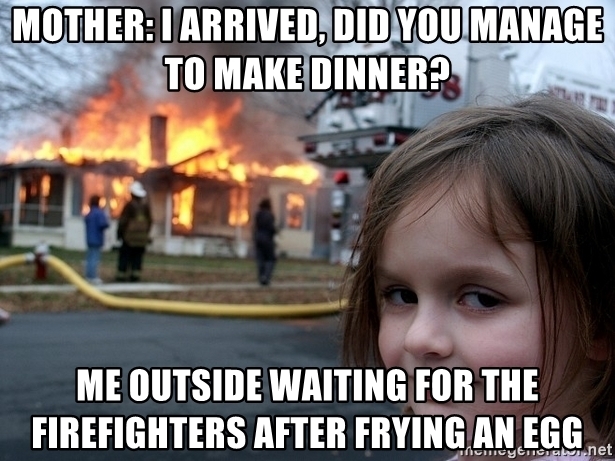 MOTHER: I ARRIVED, DID YOU MANAGE
TO MAKE DINNER?
ME OUTSIDE WAITING FOR THE
FIREFIGHTERS AFTER FRYING AN EGG
memegenerator.net